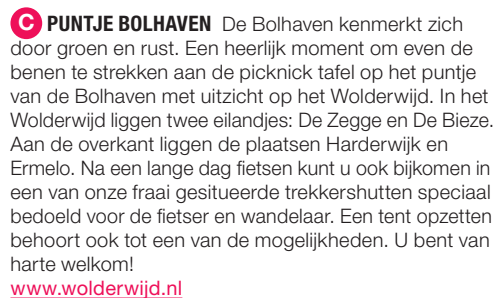 C PUNTJE BOLHAVEN De Bolhaven kenmerkt zich
door groen en rust. Een heerlijk moment om even de
benen te strekken aan de picknick tafel op het puntje
van de Bolhaven met uitzicht op het Wolderwijd. In het
Wolderwijd liggen twee eilandjes: De Zegge en De Bieze.
Aan de overkant liggen de plaatsen Harderwijk en
Ermelo. Na een lange dag fietsen kunt u ook bijkomen in
een van onze fraai gesitueerde trekkershutten speciaal
bedoeld voor de fietser en wandelaar. Een tent opzetten
behoort ook tot een van de mogelijkheden. U bent van
harte welkom!
www.wolderwijd.nl